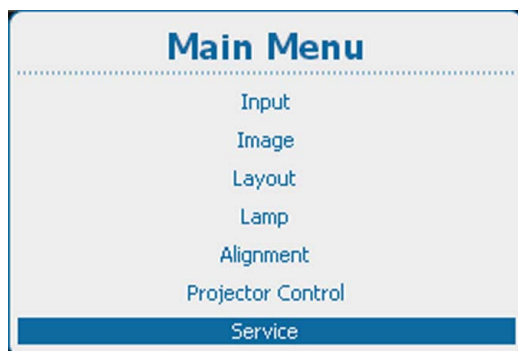 Main Menu
Input
Image
Layout
Lamp
Alignment
Projector Control
Service